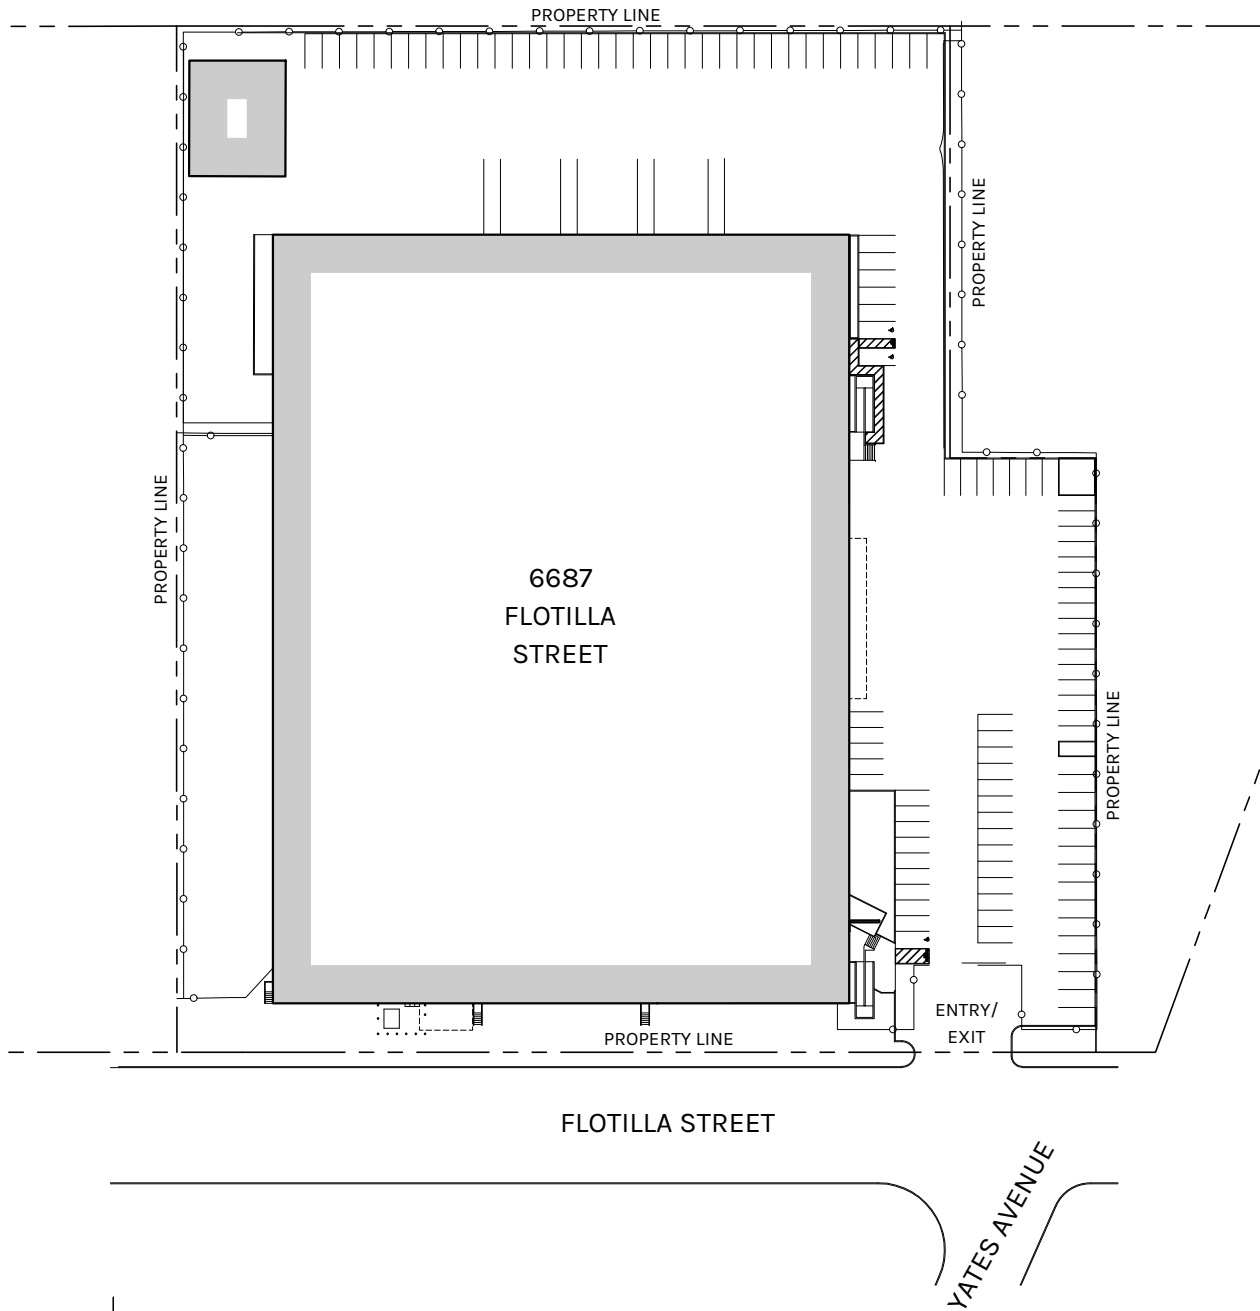 PROPERTY LINE
PROPERTY LINE
PROPERTY LINE
6687
FLOTILLA
STREET
PROPERTY LINE
ENTRY/
EXIT
PROPERTY LINE
FLOTILLA STREET
YATES AVENUE